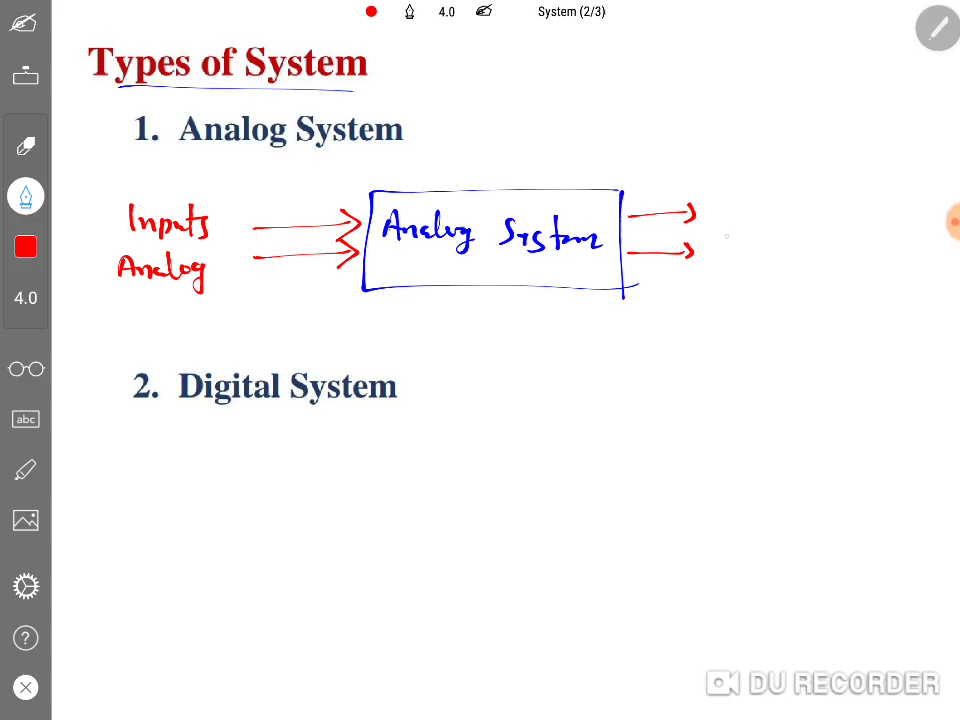 4.0 System (2/3)
Types of System
1. Analog System
Inputs
Analog
Analog System
4.0
abc
2. Digital System
?
DU RECORDER